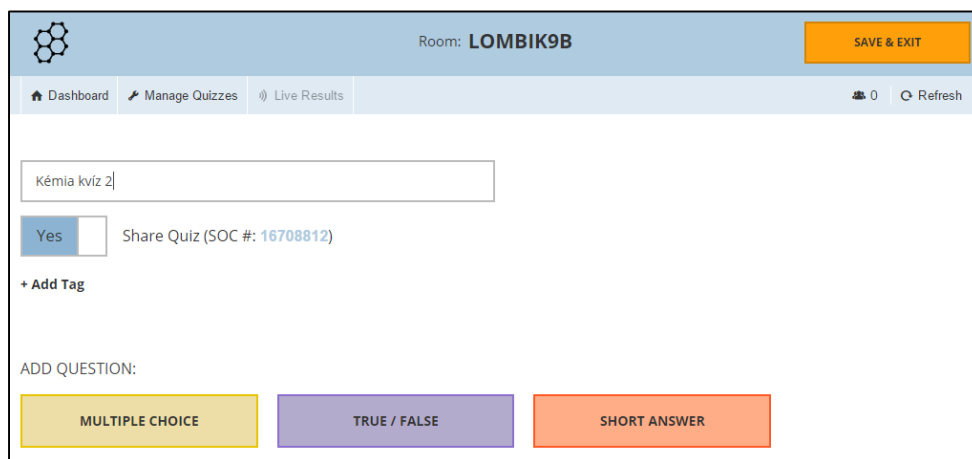 Room: LOMBIK9B
SAVE & EXIT
Dashboard Manage Quizzes Live Results 0 Refresh
Kémia kvíz 2
Yes Share Quiz (SOC #: 16708812)
+ Add Tag
ADD QUESTION:
MULTIPLE CHOICE TRUE / FALSE SHORT ANSWER